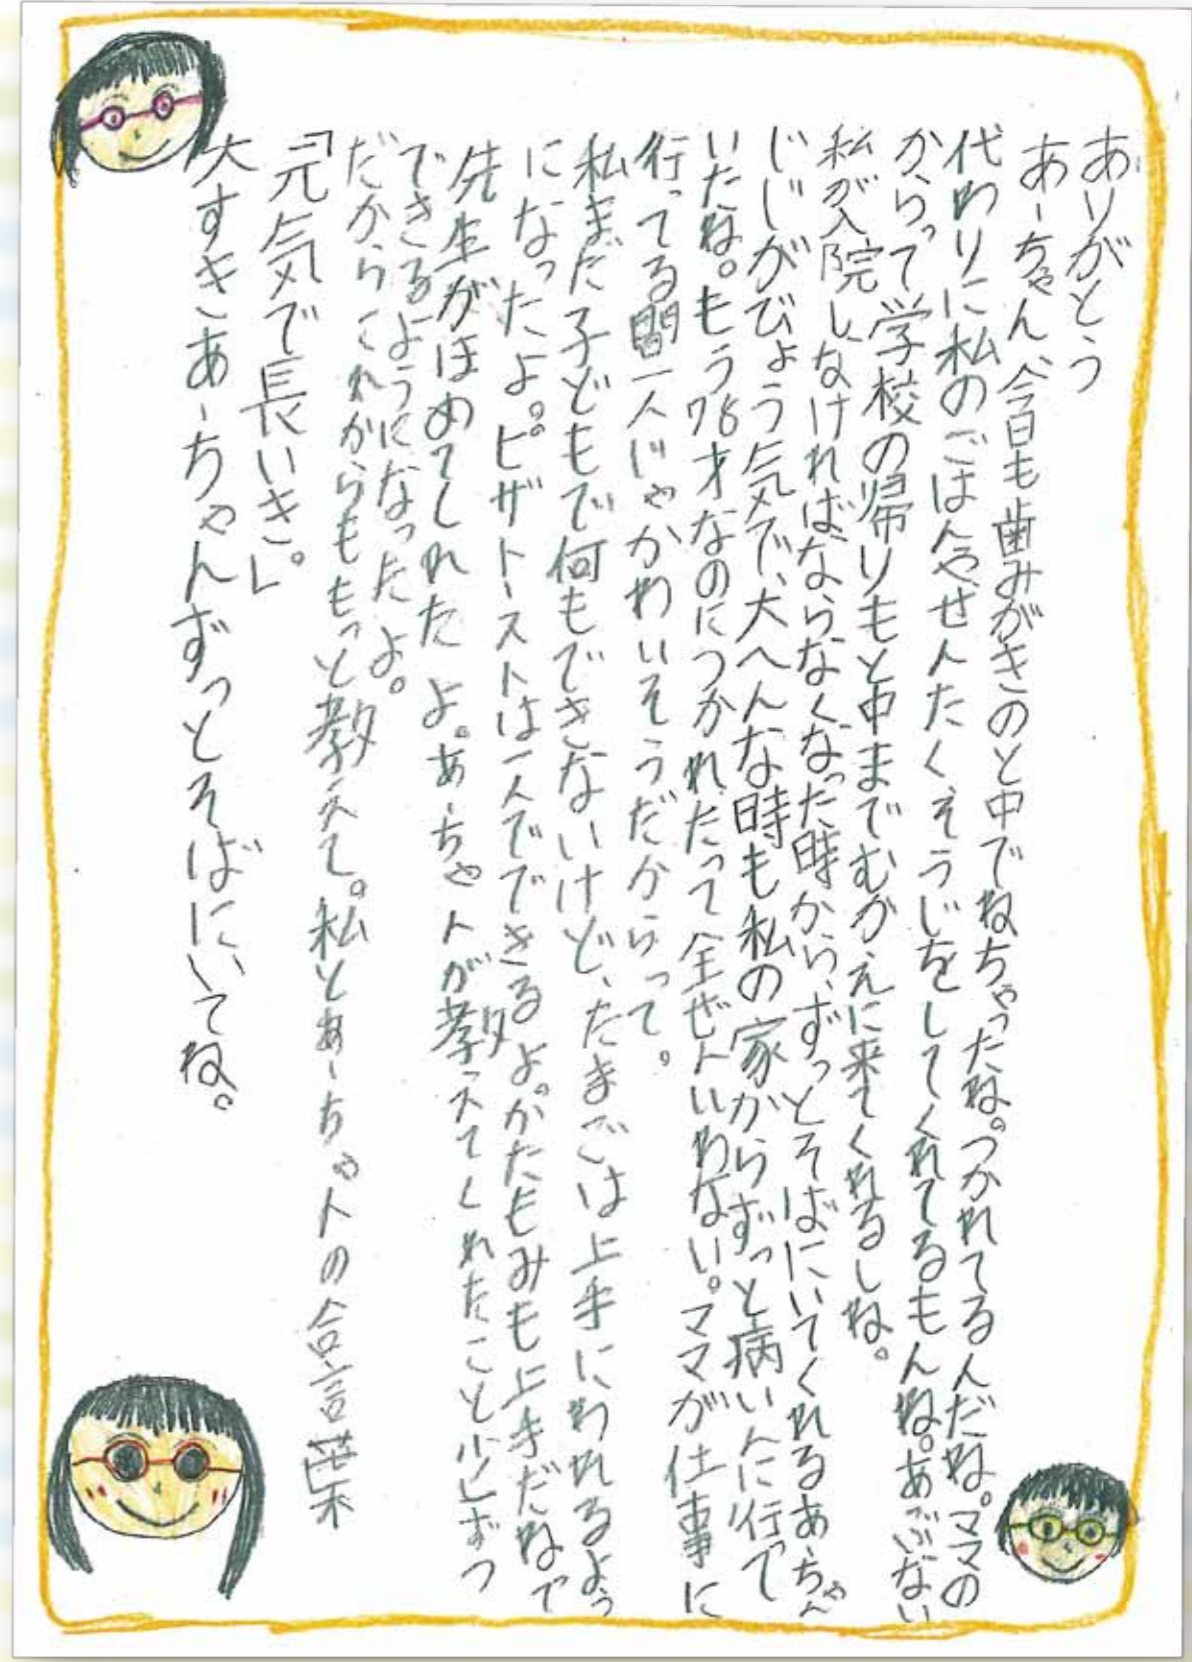 ありがとう
あーちゃん、今日も歯みがきのと中でねちゃったね。つかれてるんだね。ママの
代わりに私のごはんやせんたくそうじをしてくれてるもんね。あぶない
からって学校の帰りもと中までむかえに来てくれるしね。
私が入院しなければならなくなった時から、ずっとそばにいてくれるあーちゃん
じじがびょう気で、大へんな時も私の家からずっと病いんに行って
いたね。もう76才なのにつかれたって全ぜんいわない。ママが仕事に
行ってる間一人じゃかわいそうだからって。
私まだ子どもで何もできないけど、たまごは上手にわれるよう
になったよ。ピザトーストは一人でできるよ。かたもみも上手だねって
先生がほめてくれたよ。あーちゃんが教えてくれたこと少しずつ
できるようになったよ。
だからこれからももっと教えて。私とあーちゃんの合言葉
「元気で長いき。」
大すきあーちゃんずっとそばにいてね。